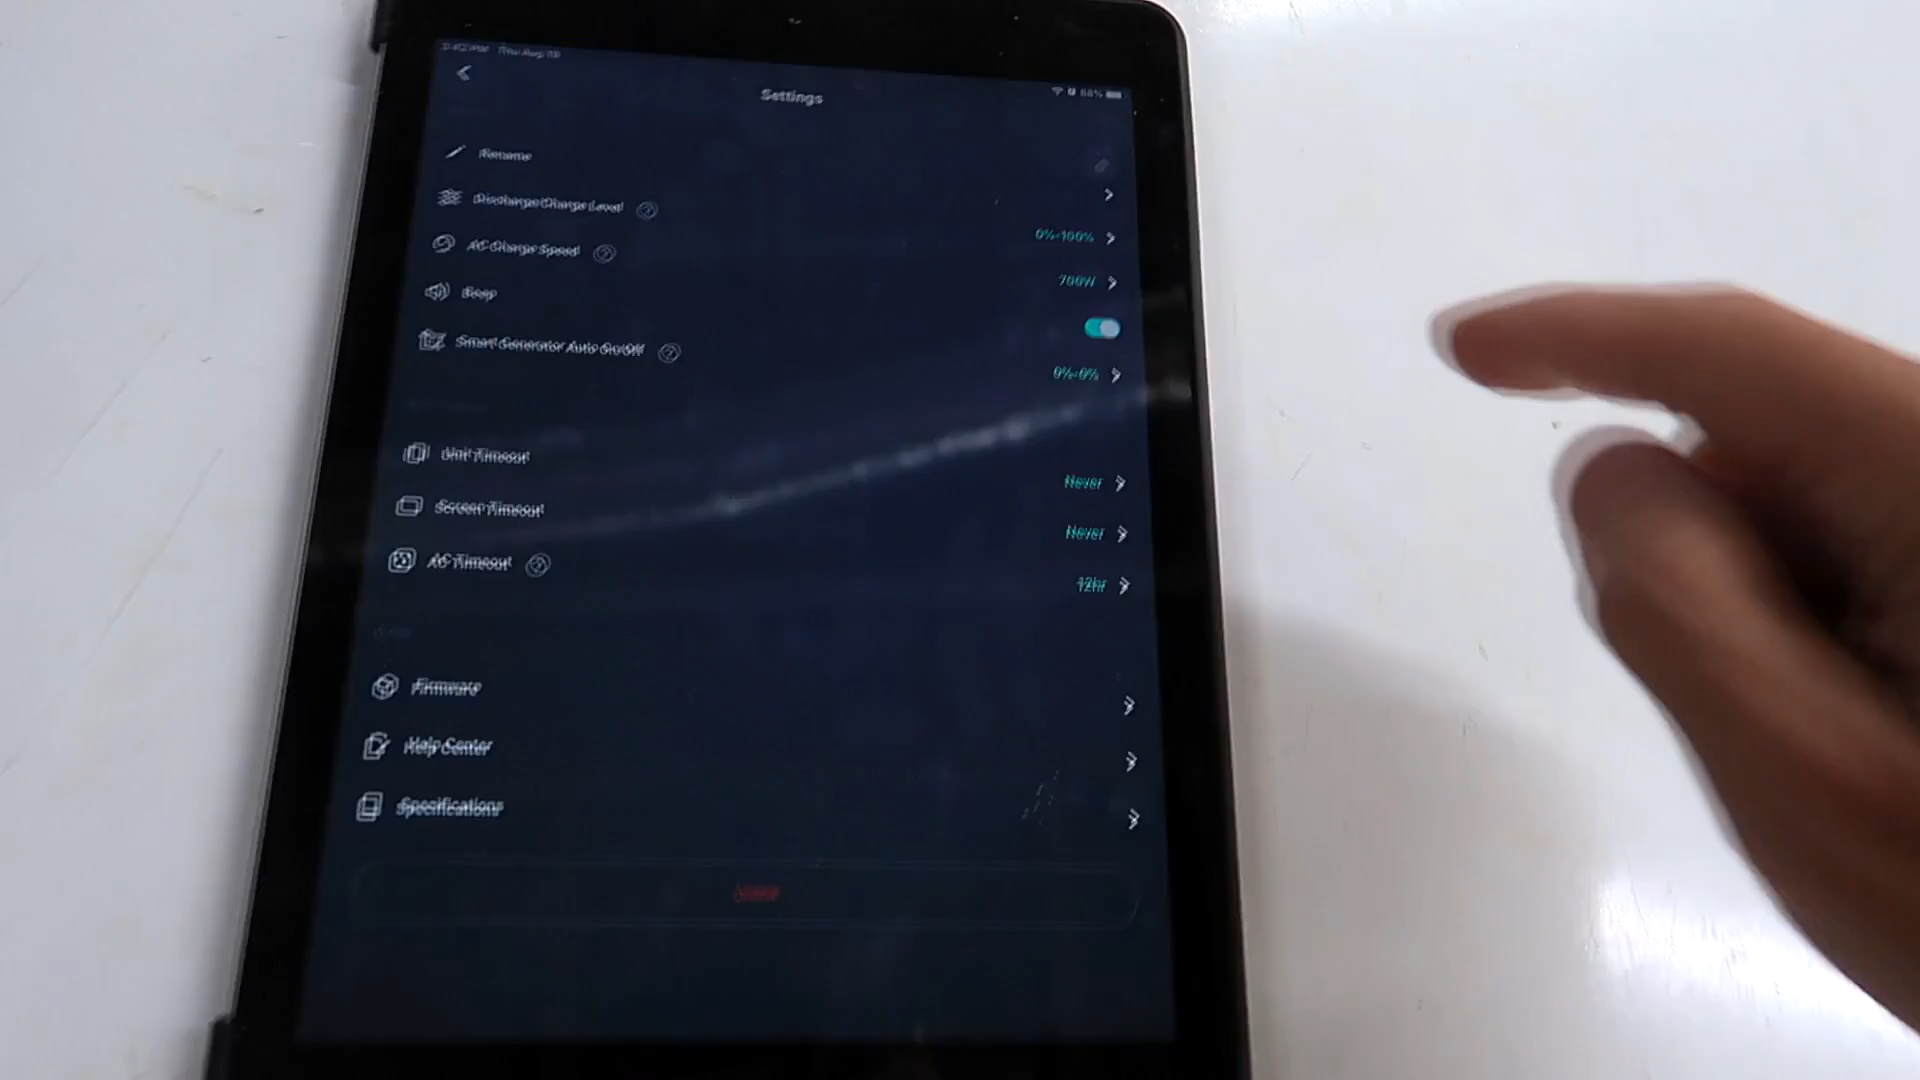 Settings
Rename
Discharge/Charge Level
0%-100%
AC Charge Speed
700W
Beep
Smart Generator Auto On/Off
0%-0%
Unit Timeout
Never
Screen Timeout
Never
AC Timeout
12hr
Firmware
Help Center
Specifications